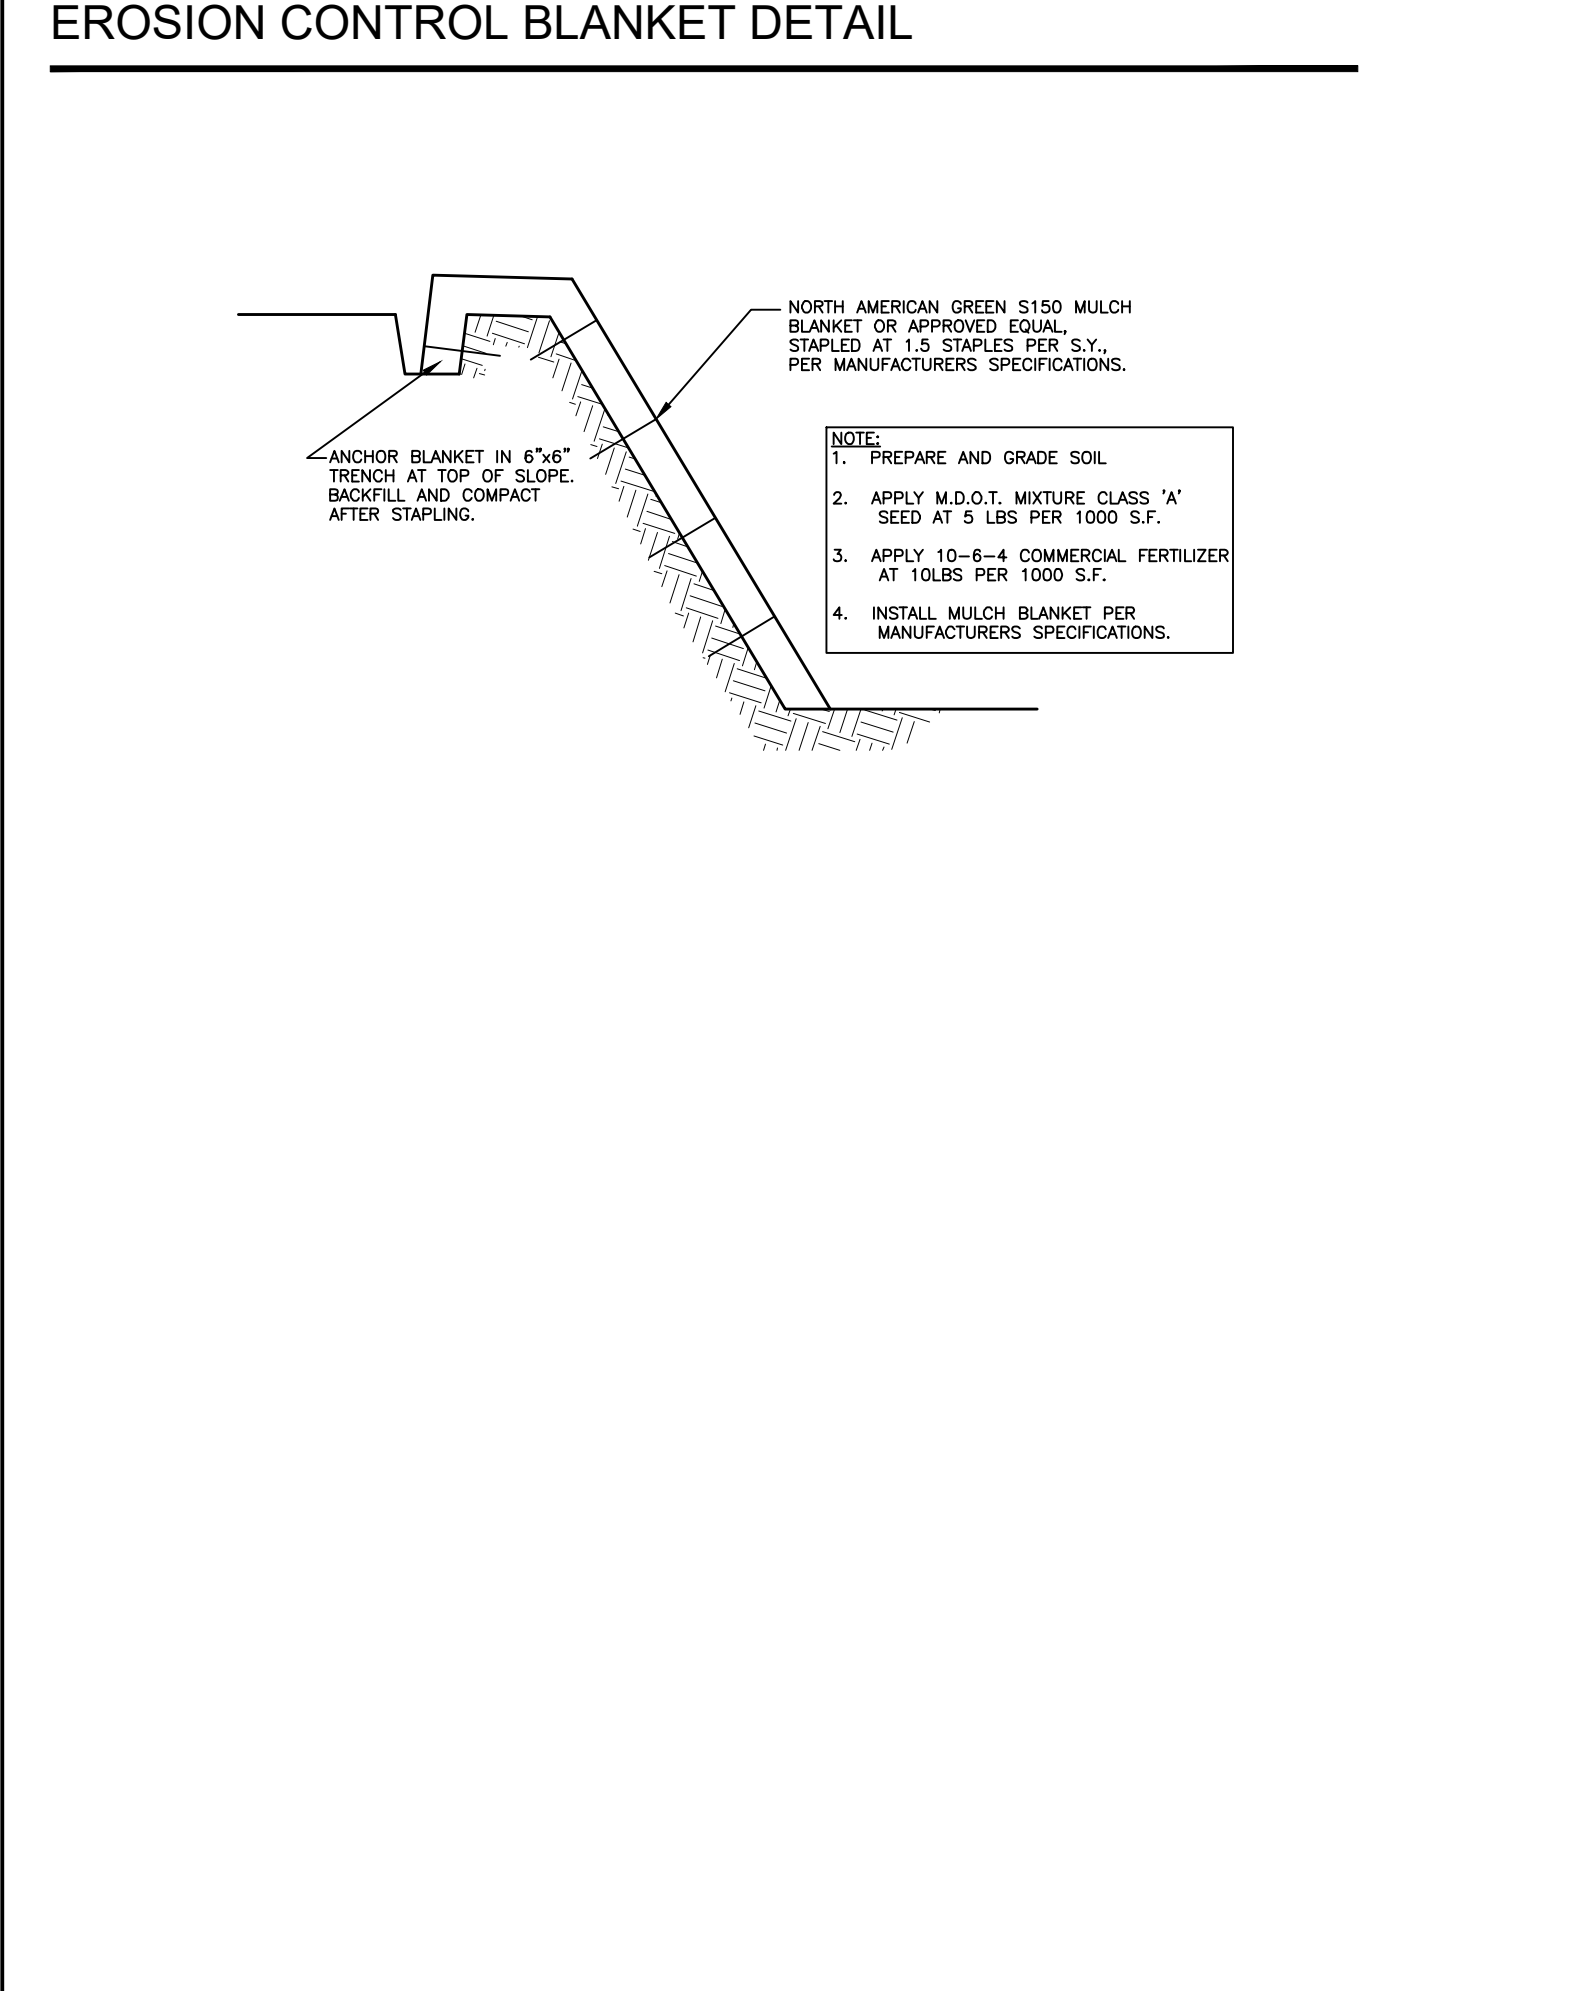 EROSION CONTROL BLANKET DETAIL
NORTH AMERICAN GREEN S150 MULCH
BLANKET OR APPROVED EQUAL,
STAPLED AT 1.5 STAPLES PER S.Y.,
PER MANUFACTURERS SPECIFICATIONS.
ANCHOR BLANKET IN 6"x6"
TRENCH AT TOP OF SLOPE.
BACKFILL AND COMPACT
AFTER STAPLING.
NOTE:
1. PREPARE AND GRADE SOIL
2. APPLY M.D.O.T. MIXTURE CLASS 'A'
SEED AT 5 LBS PER 1000 S.F.
3. APPLY 10-6-4 COMMERCIAL FERTILIZER
AT 10LBS PER 1000 S.F.
4. INSTALL MULCH BLANKET PER
MANUFACTURERS SPECIFICATIONS.